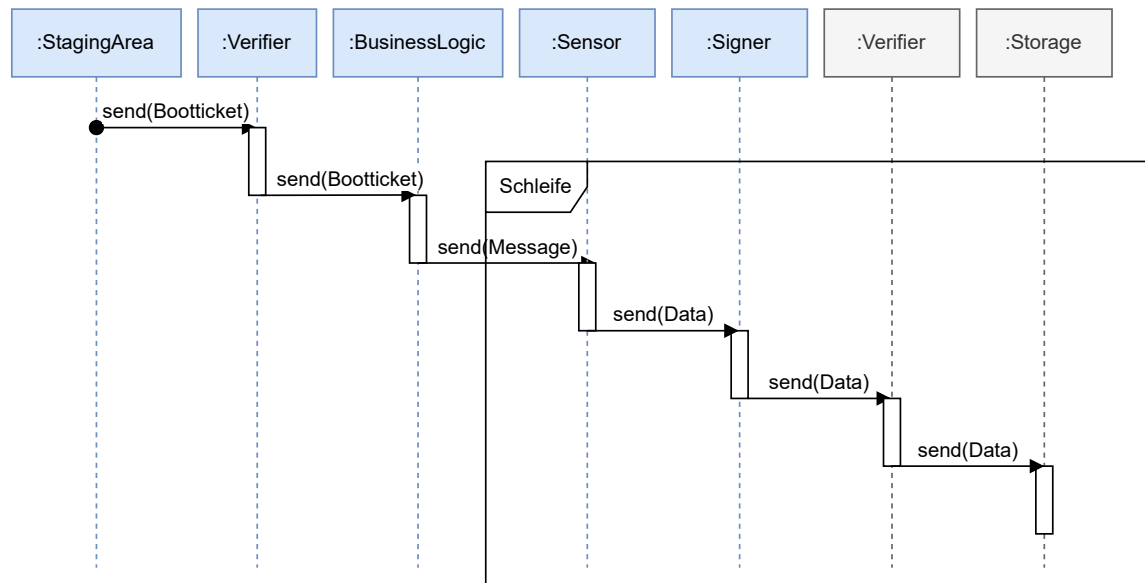 :StagingArea
:Verifier
:BusinessLogic
:Sensor
:Signer
:Verifier
:Storage
send(Bootticket)
send(Bootticket)
Schleife
send(Message)
send(Data)
send(Data)
send(Data)